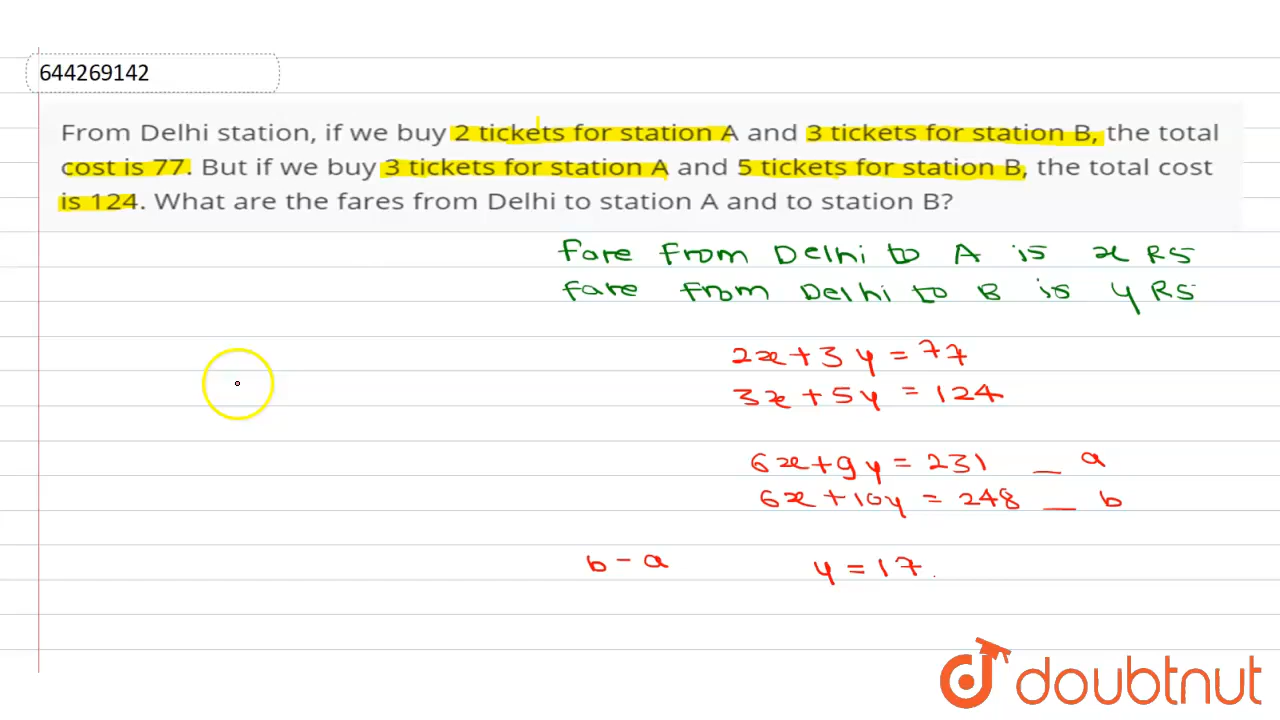 644269142
From Delhi station, if we buy 2 tickets for station A and 3 tickets for station B, the total
cost is 77. But if we buy 3 tickets for station A and 5 tickets for station B, the total cost
is 124. What are the fares from Delhi to station A and to station B?
fare from Delhi to A is x RS
fare from Delhi to B is y RS
2x+3y=77
3x+5y=124
6x+9y=231 _ a
6x+10y=248 _ b
b-a y=17.
doubtnut